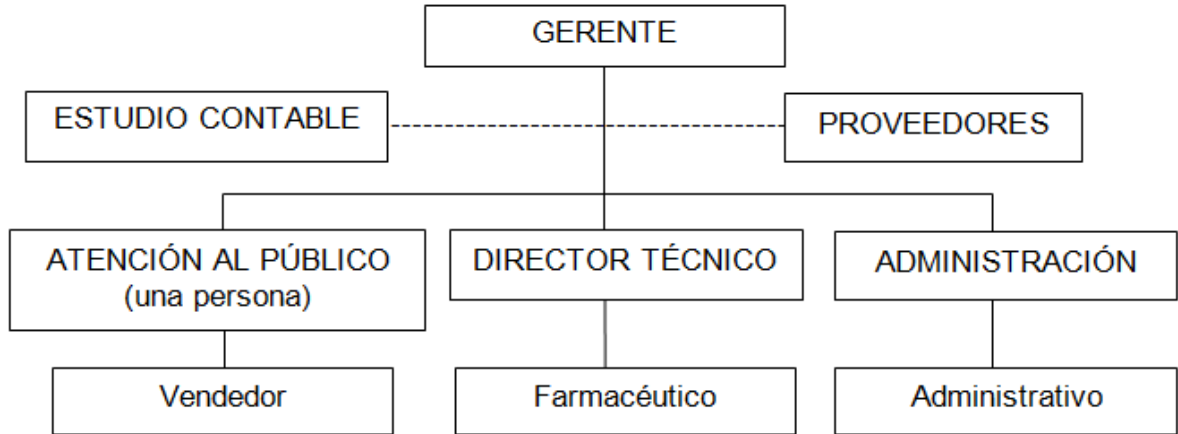 GERENTE
ESTUDIO CONTABLE
PROVEEDORES
ATENCIÓN AL PÚBLICO
(una persona)
DIRECTOR TÉCNICO
ADMINISTRACIÓN
Vendedor
Farmacéutico
Administrativo